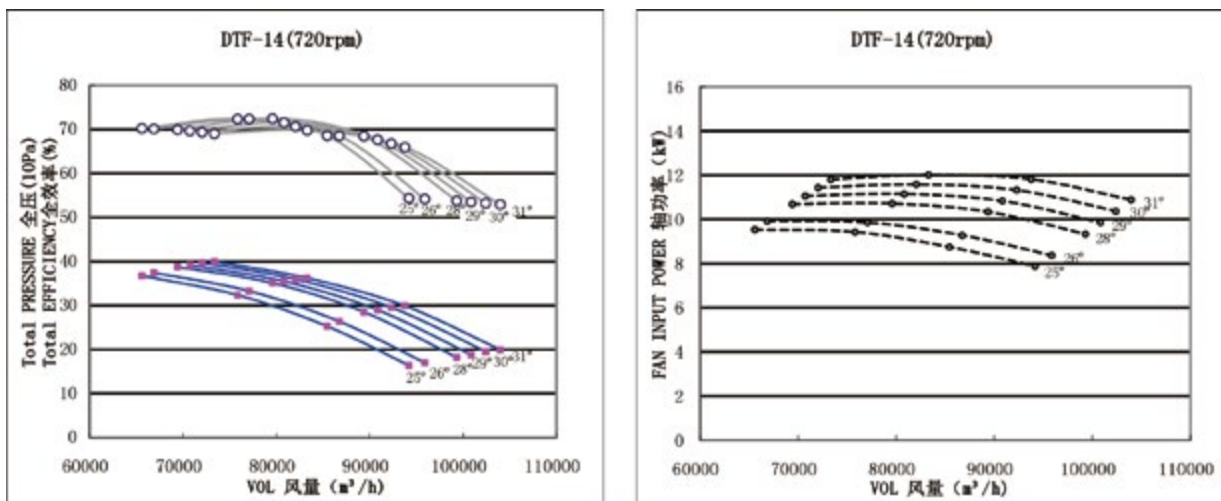 DTF-14(720rpm)
Total PRESSURE 全压(10Pa)
Total EFFICIENCY全效率(%)
80
70
60
50
40
30
20
10
0
25° 26° 28° 29° 30° 31°
25° 26° 28° 29° 30° 31°
60000 70000 80000 90000 100000 110000
VOL 风量 (m³/h)
DTF-14(720rpm)
FAN INPUT POWER 轴功率 (kW)
16
14
12
10
8
6
4
2
0
31°
30°
29°
28°
26°
25°
60000 70000 80000 90000 100000 110000
VOL 风量 (m³/h)